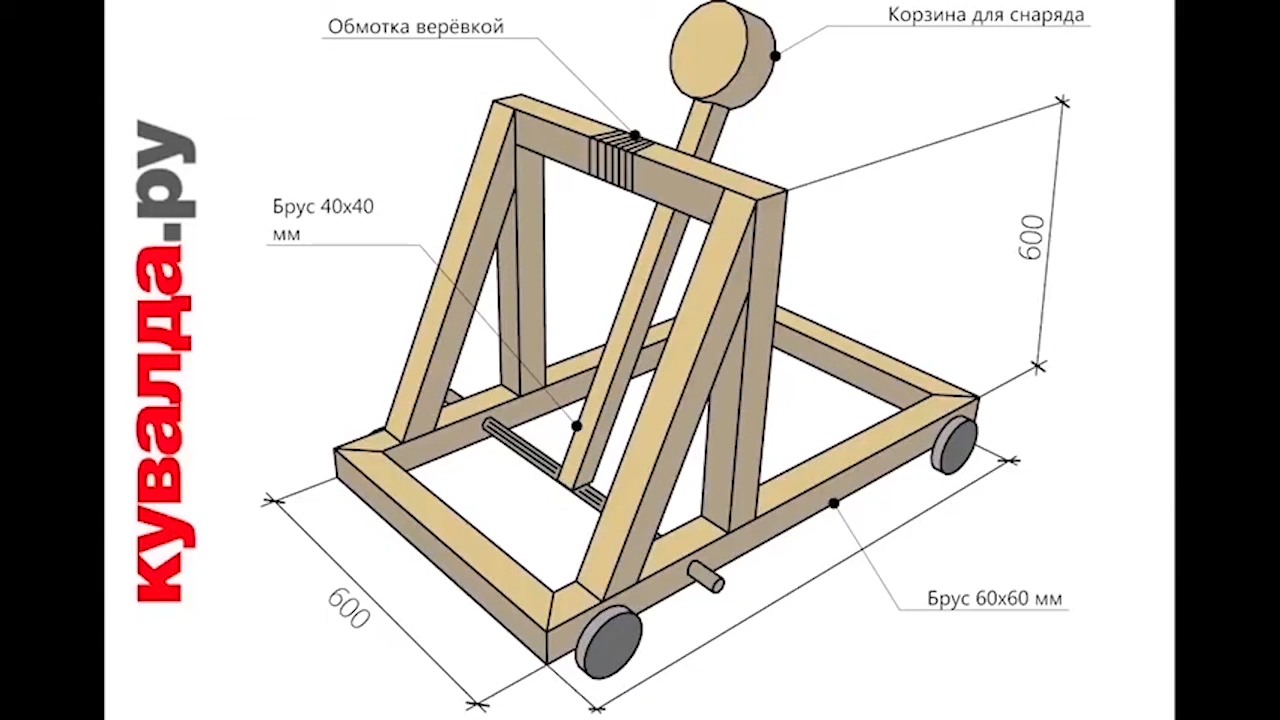 Обмотка верёвкой
Корзина для снаряда
Брус 40х40
мм
600
600
Брус 60х60 мм
кувалда.ру